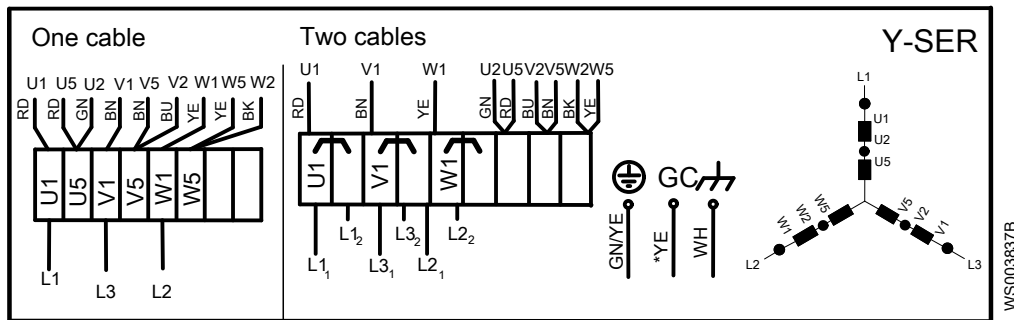 One cable
Two cables
Y-SER
U1 U5 U2 V1 V5 V2 W1 W5 W2
RD RD GN BN BN BU YE YE BK
U1 U5 V1 V5 W1 W5
L1 L3 L2
U1 V1 W1 U2 U5 V2 V5 W2 W5
RD BN YE GN RD BU BN BK YE
U1 V1 W1
L1₂ L3₂ L2₂
L1₁ L3₁ L2₁
GC
GN/YE *YE WH
L1
U1
U2
U5
W1 W2 W5 V5 V2 V1
L2 L3
WS003837B